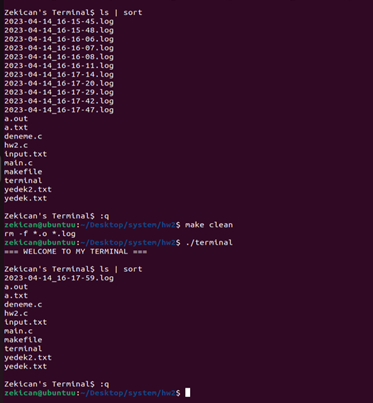 Zekican's Terminal$ ls | sort
2023-04-14_16-15-45.log
2023-04-14_16-15-48.log
2023-04-14_16-16-06.log
2023-04-14_16-16-07.log
2023-04-14_16-16-08.log
2023-04-14_16-16-11.log
2023-04-14_16-17-14.log
2023-04-14_16-17-20.log
2023-04-14_16-17-29.log
2023-04-14_16-17-42.log
2023-04-14_16-17-47.log
a.out
a.txt
deneme.c
hw2.c
input.txt
main.c
makefile
terminal
yedek2.txt
yedek.txt
Zekican's Terminal$ :q
zekican@ubuntuu:~/Desktop/system/hw2$ make clean
rm -f *.o *.log
zekican@ubuntuu:~/Desktop/system/hw2$ ./terminal
=== WELCOME TO MY TERMINAL ===
Zekican's Terminal$ ls | sort
2023-04-14_16-17-59.log
a.out
a.txt
deneme.c
hw2.c
input.txt
main.c
makefile
terminal
yedek2.txt
yedek.txt
Zekican's Terminal$ :q
zekican@ubuntuu:~/Desktop/system/hw2$